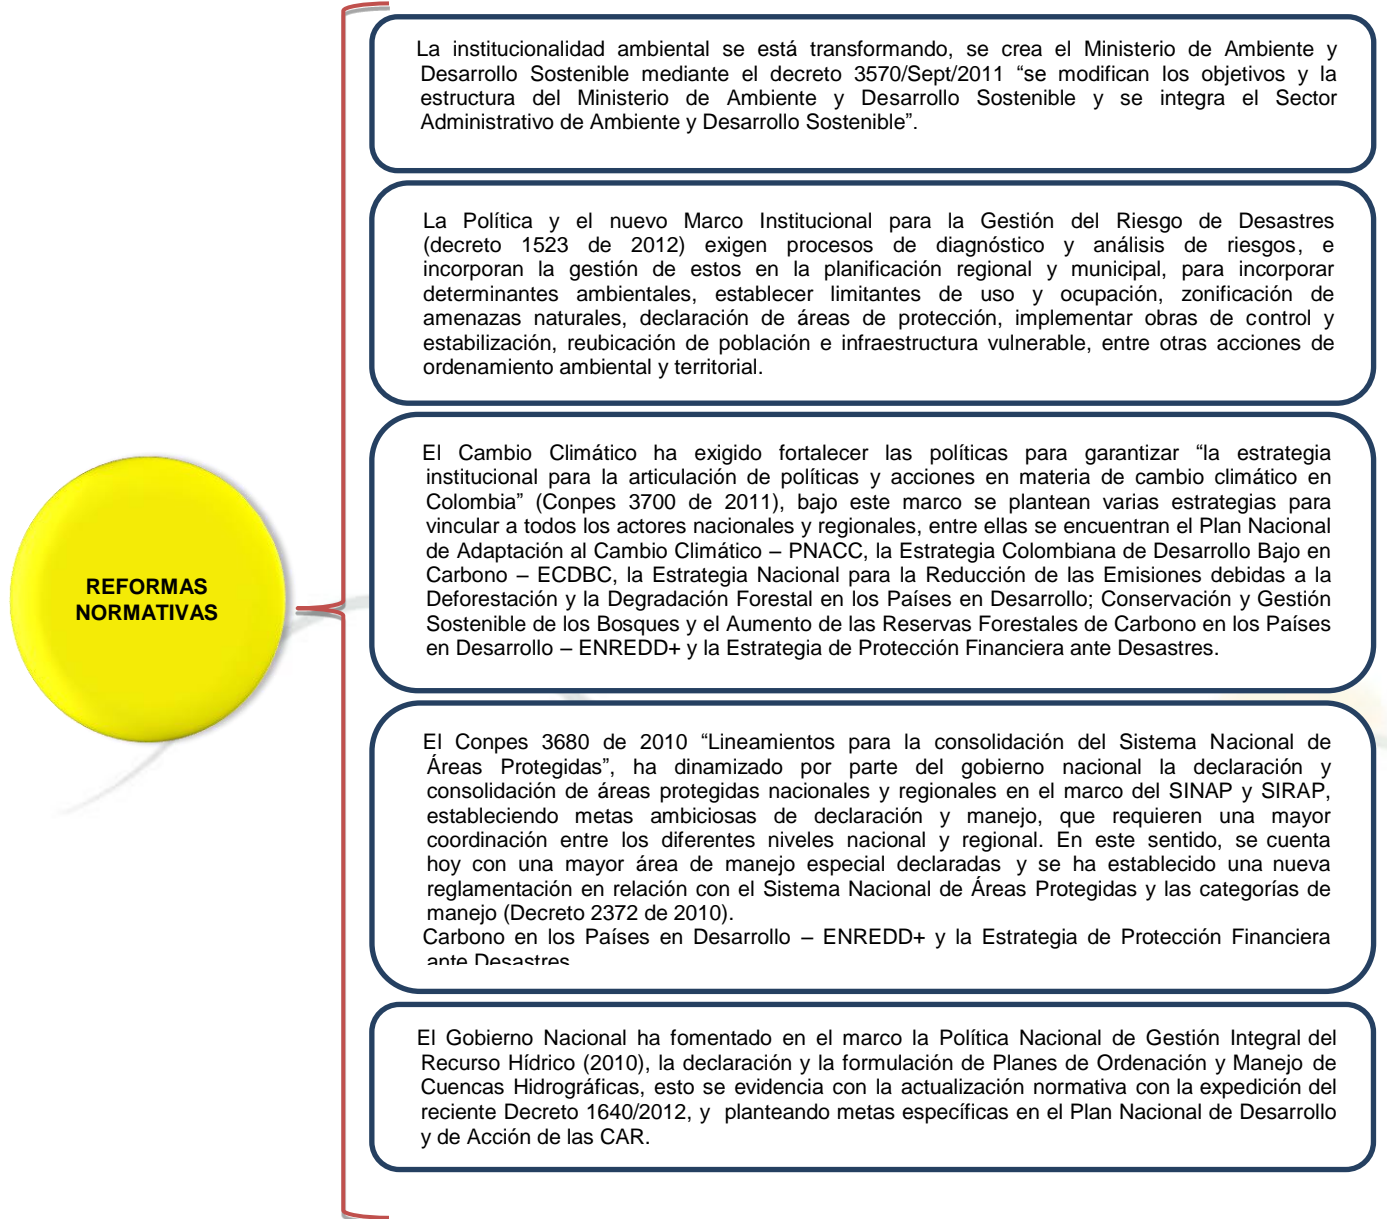 La institucionalidad ambiental se está transformando, se crea el Ministerio de Ambiente y
Desarrollo Sostenible mediante el decreto 3570/Sept/2011 “se modifican los objetivos y la
estructura del Ministerio de Ambiente y Desarrollo Sostenible y se integra el Sector
Administrativo de Ambiente y Desarrollo Sostenible”.
La Política y el nuevo Marco Institucional para la Gestión del Riesgo de Desastres
(decreto 1523 de 2012) exigen procesos de diagnóstico y análisis de riesgos, e
incorporan la gestión de estos en la planificación regional y municipal, para incorporar
determinantes ambientales, establecer limitantes de uso y ocupación, zonificación de
amenazas naturales, declaración de áreas de protección, implementar obras de control y
estabilización, reubicación de población e infraestructura vulnerable, entre otras acciones de
ordenamiento ambiental y territorial.
El Cambio Climático ha exigido fortalecer las políticas para garantizar “la estrategia
institucional para la articulación de políticas y acciones en materia de cambio climático en
Colombia” (Conpes 3700 de 2011), bajo este marco se plantean varias estrategias para
vincular a todos los actores nacionales y regionales, entre ellas se encuentran el Plan Nacional
de Adaptación al Cambio Climático – PNACC, la Estrategia Colombiana de Desarrollo Bajo en
Carbono – ECDBC, la Estrategia Nacional para la Reducción de las Emisiones debidas a la
Deforestación y la Degradación Forestal en los Países en Desarrollo; Conservación y Gestión
Sostenible de los Bosques y el Aumento de las Reservas Forestales de Carbono en los Países
en Desarrollo – ENREDD+ y la Estrategia de Protección Financiera ante Desastres.
REFORMAS
NORMATIVAS
El Conpes 3680 de 2010 “Lineamientos para la consolidación del Sistema Nacional de
Áreas Protegidas”, ha dinamizado por parte del gobierno nacional la declaración y
consolidación de áreas protegidas nacionales y regionales en el marco del SINAP y SIRAP,
estableciendo metas ambiciosas de declaración y manejo, que requieren una mayor
coordinación entre los diferentes niveles nacional y regional. En este sentido, se cuenta
hoy con una mayor área de manejo especial declaradas y se ha establecido una nueva
reglamentación en relación con el Sistema Nacional de Áreas Protegidas y las categorías de
manejo (Decreto 2372 de 2010).
Carbono en los Países en Desarrollo – ENREDD+ y la Estrategia de Protección Financiera
ante Desastres
El Gobierno Nacional ha fomentado en el marco la Política Nacional de Gestión Integral del
Recurso Hídrico (2010), la declaración y la formulación de Planes de Ordenación y Manejo de
Cuencas Hidrográficas, esto se evidencia con la actualización normativa con la expedición del
reciente Decreto 1640/2012, y planteando metas específicas en el Plan Nacional de Desarrollo
y de Acción de las CAR.